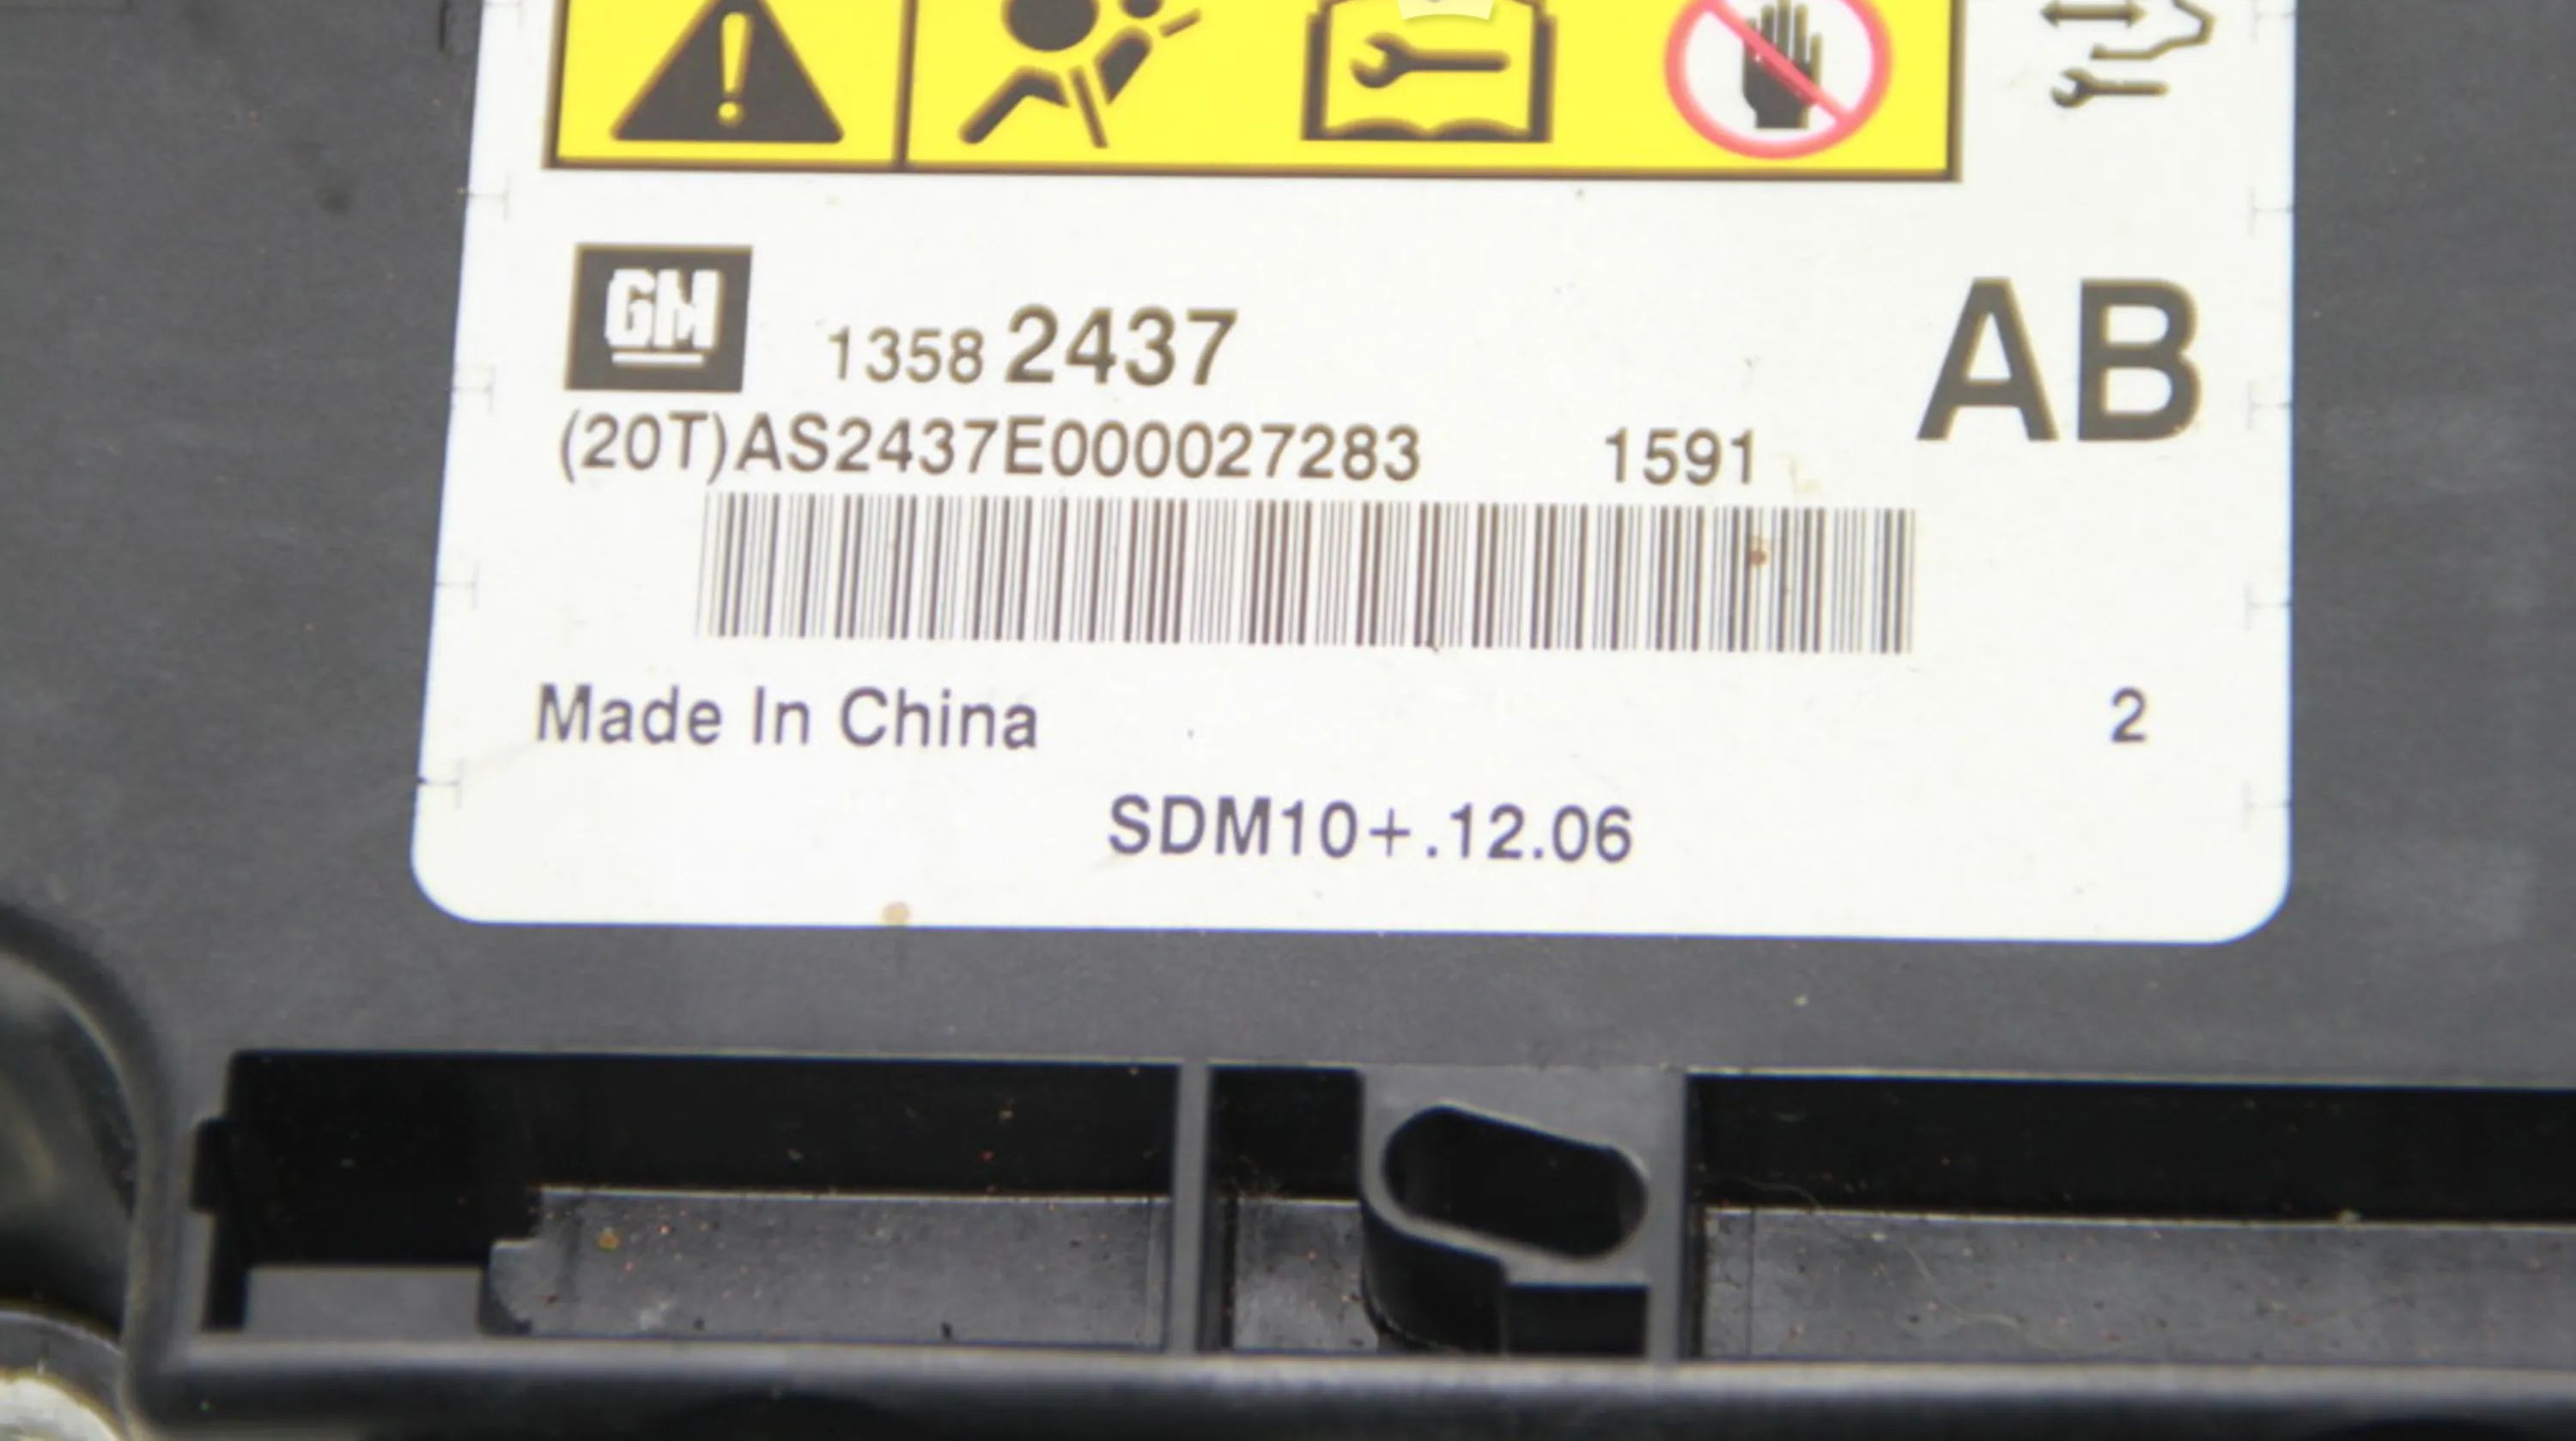 GM 1358 2437 AB
(20T)AS2437E000027283 1591
Made In China 2
SDM10+.12.06